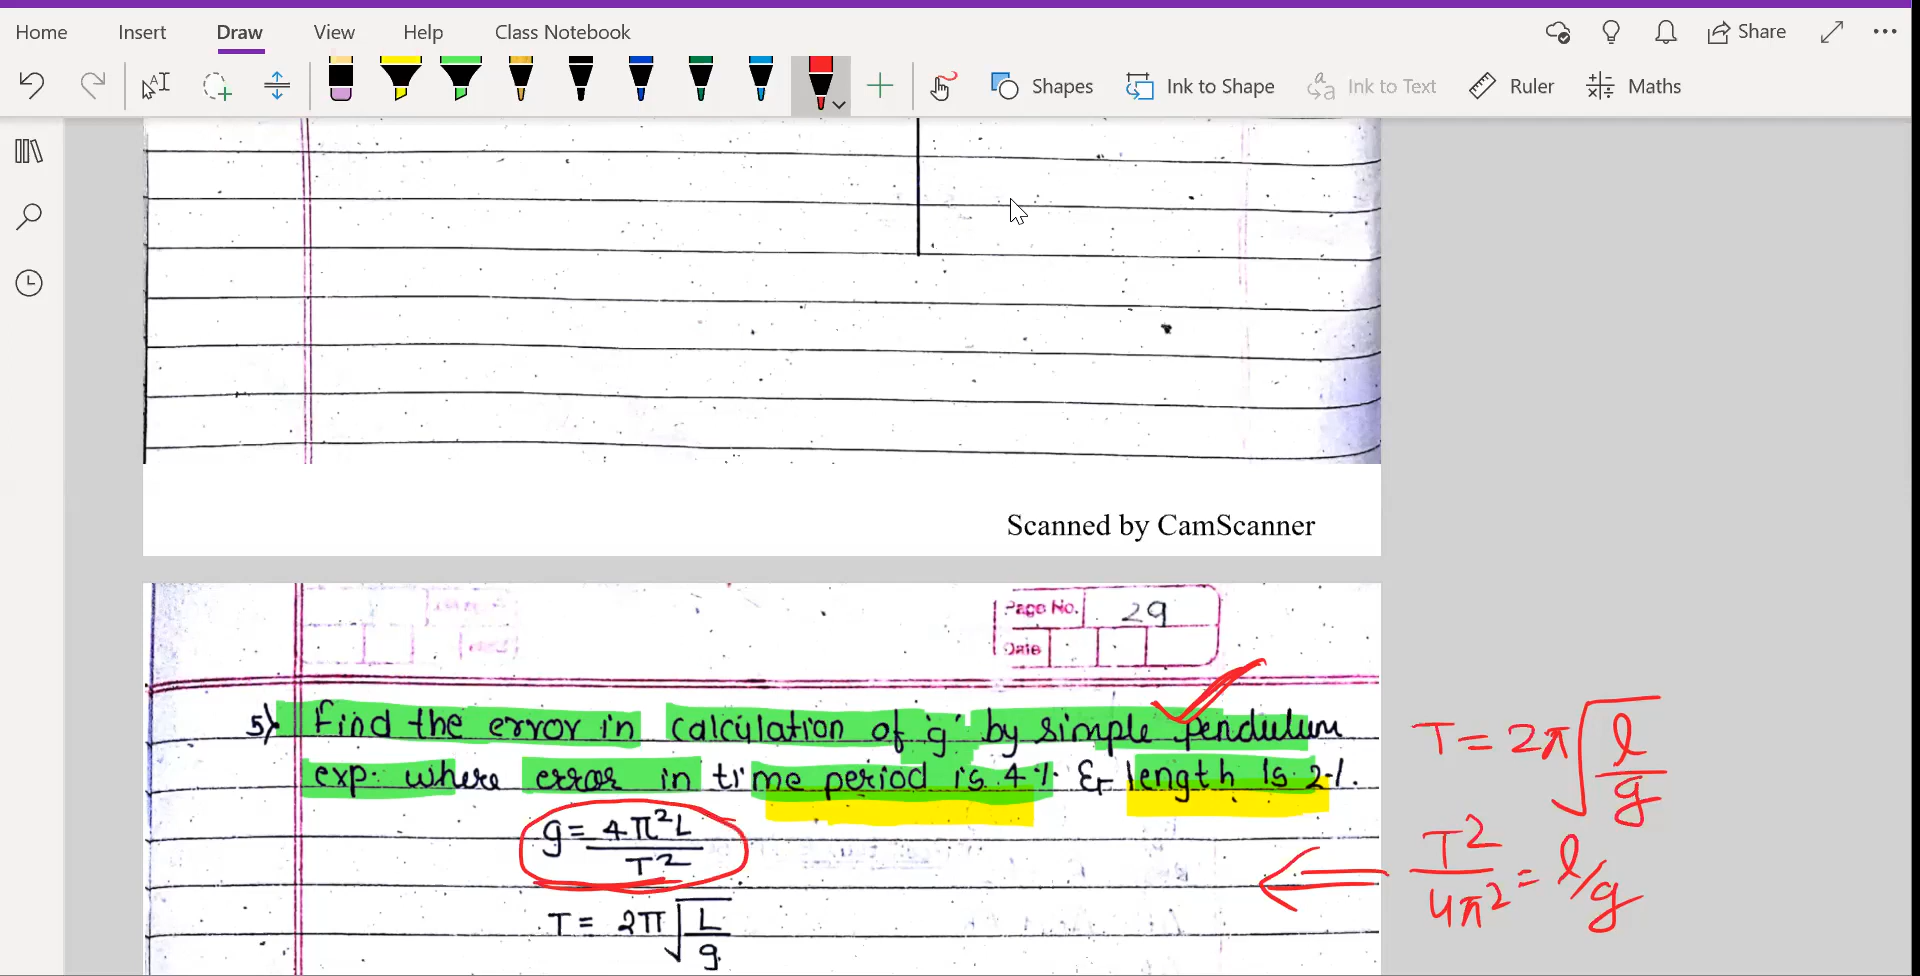 Home Insert Draw View Help Class Notebook Share
Shapes Ink to Shape Ink to Text Ruler Maths
Scanned by CamScanner
Page No. 29
Date
5). Find the error in calculation of 'g' by simple pendulum
exp. where error in time period is 4%. & length is 2%.
g = 4π²L / T²
T = 2π√(L/g)
T = 2π√(l/g)
T²/4π² = l/g